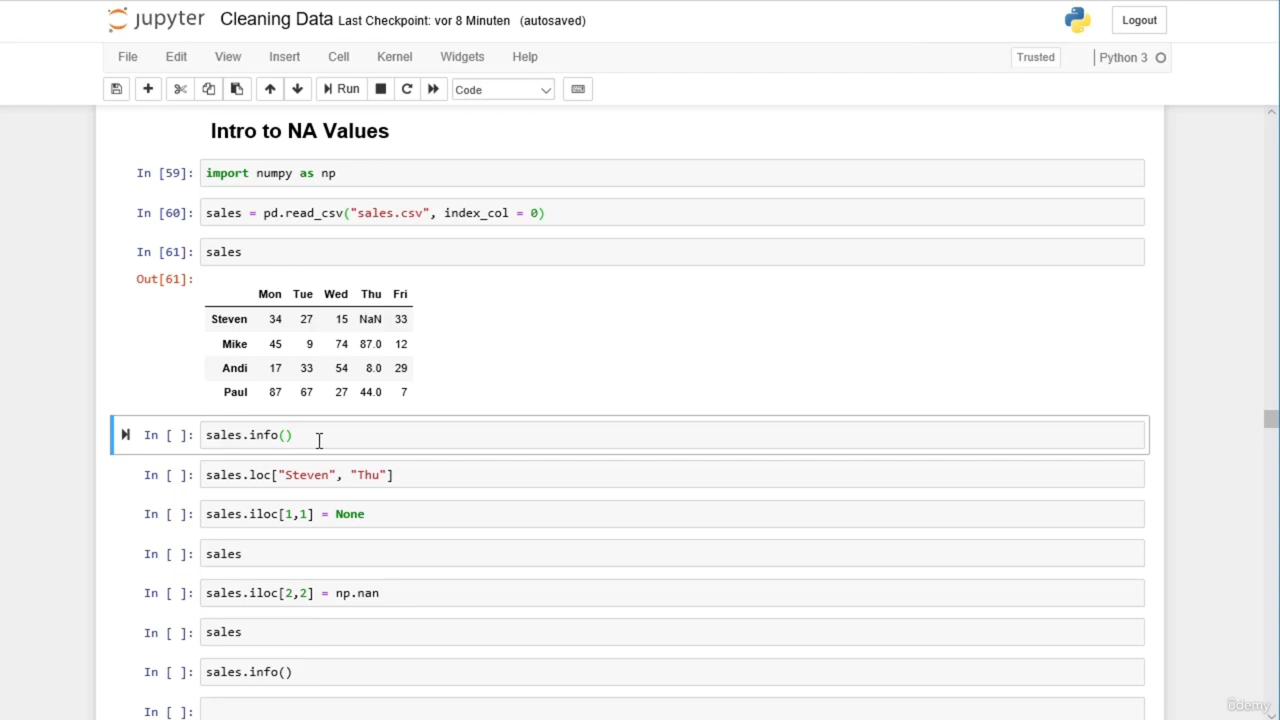 jupyter Cleaning Data Last Checkpoint: vor 8 Minuten (autosaved) Logout
File Edit View Insert Cell Kernel Widgets Help Trusted Python 3
Run Code
Intro to NA Values
In [59]: import numpy as np
In [60]: sales = pd.read_csv("sales.csv", index_col = 0)
In [61]: sales
Out[61]:
Mon Tue Wed Thu Fri
Steven 34 27 15 NaN 33
Mike 45 9 74 87.0 12
Andi 17 33 54 8.0 29
Paul 87 67 27 44.0 7
In [ ]: sales.info()
In [ ]: sales.loc["Steven", "Thu"]
In [ ]: sales.iloc[1,1] = None
In [ ]: sales
In [ ]: sales.iloc[2,2] = np.nan
In [ ]: sales
In [ ]: sales.info()
In [ ]:
ûdemy